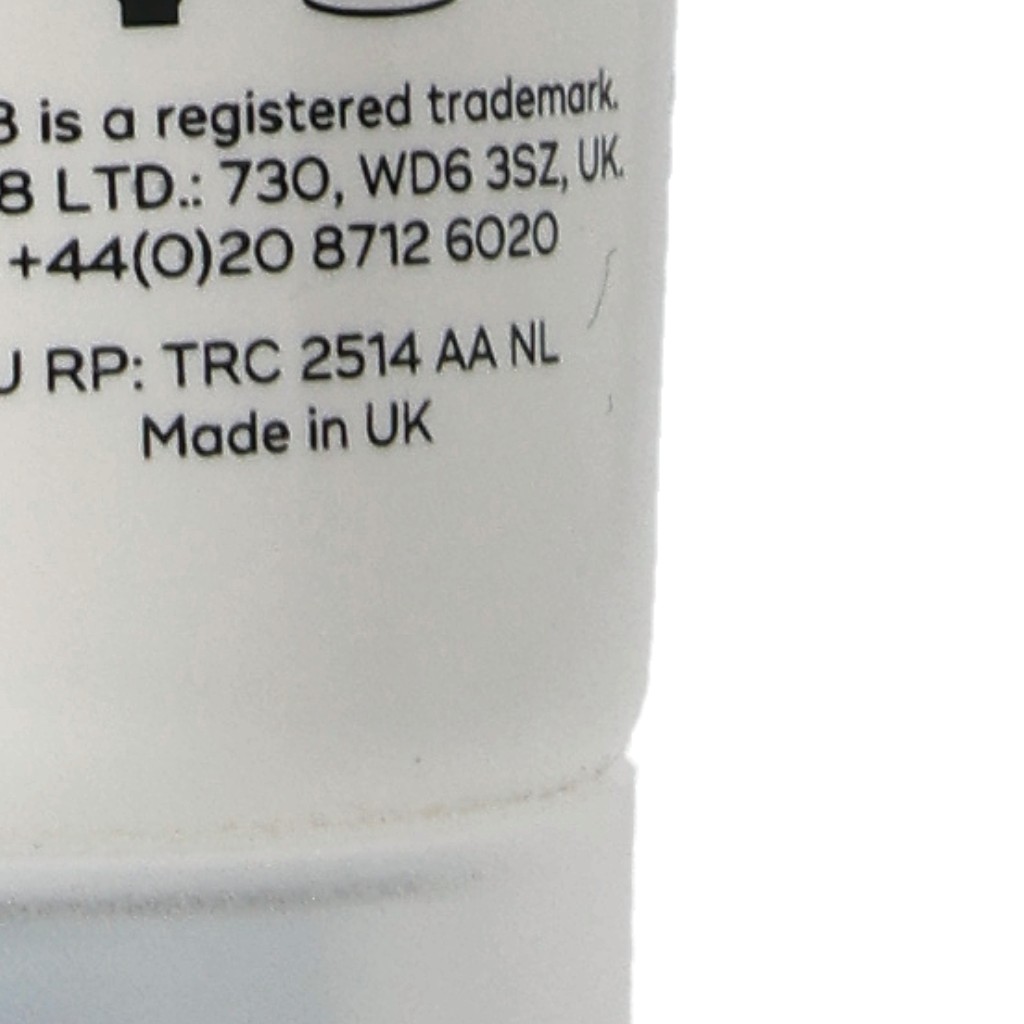 is a registered trademark.
8 LTD.: 730, WD6 3SZ, UK.
+44(0)20 8712 6020
RP: TRC 2514 AA NL
Made in UK